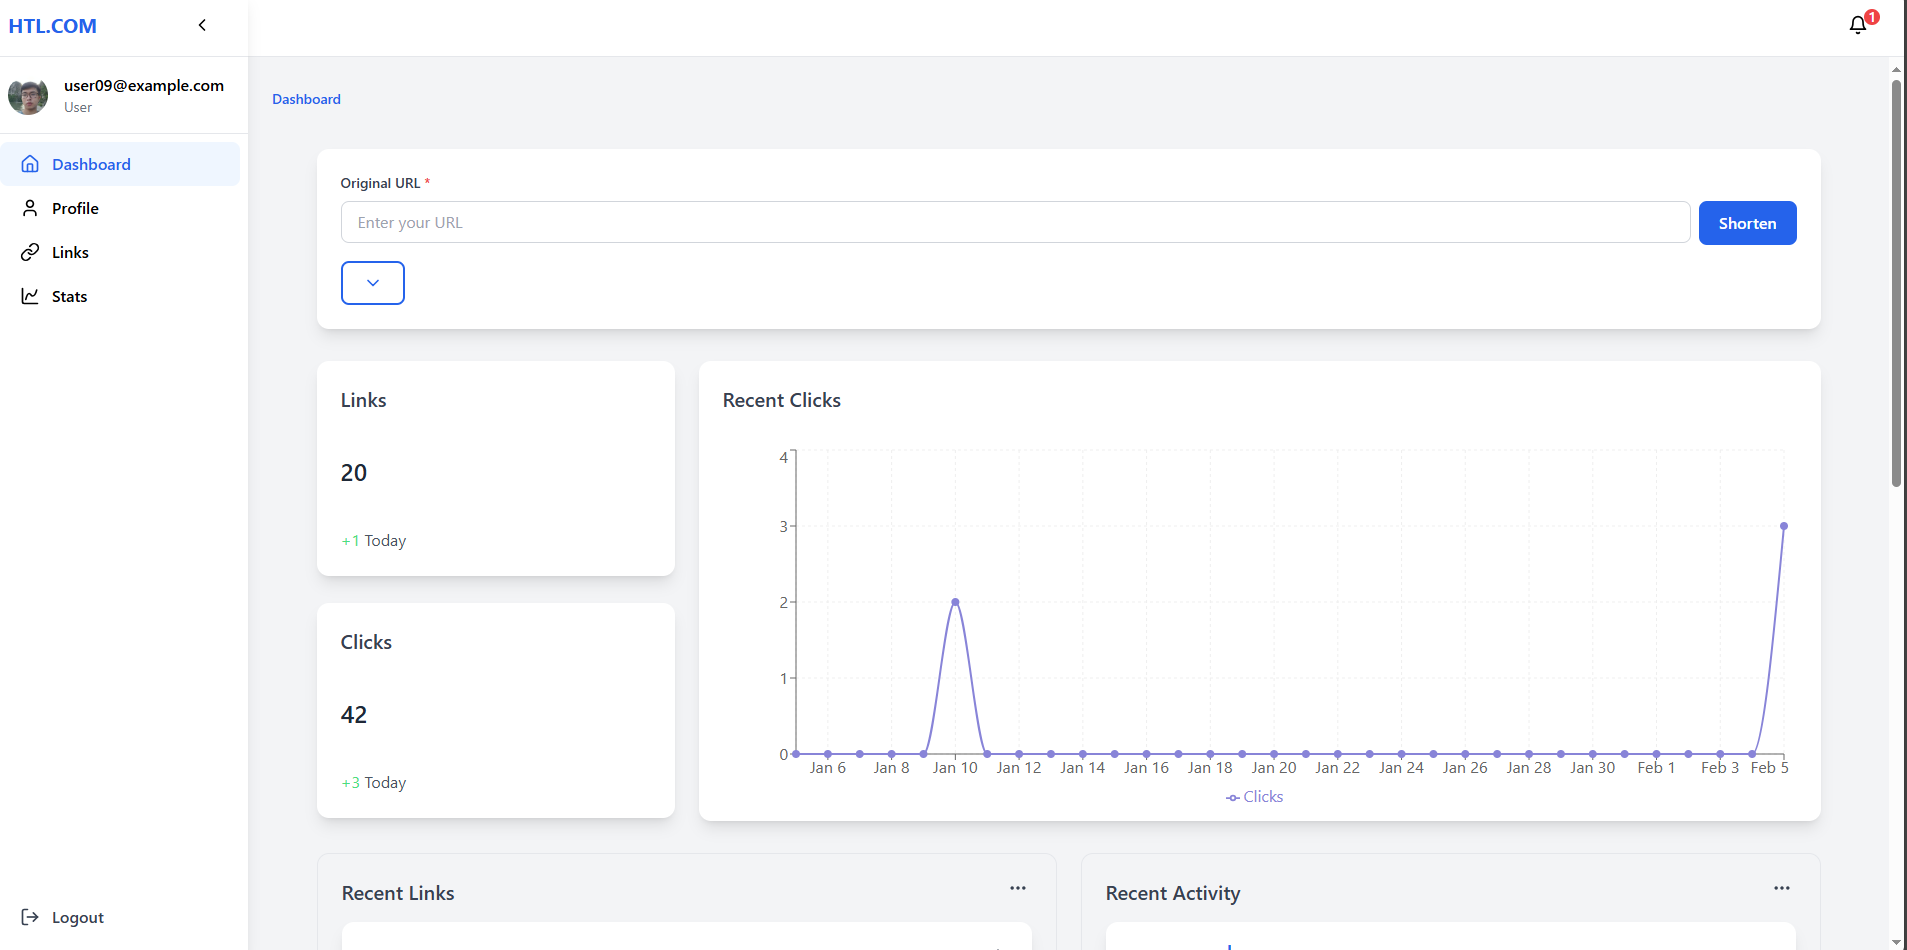 HTL.COM
1
user09@example.com
User
Dashboard
Profile
Links
Stats
Logout
Dashboard
Original URL *
Enter your URL
Shorten
Links
20
+1 Today
Clicks
42
+3 Today
Recent Clicks
4
3
2
1
0
Jan 6 Jan 8 Jan 10 Jan 12 Jan 14 Jan 16 Jan 18 Jan 20 Jan 22 Jan 24 Jan 26 Jan 28 Jan 30 Feb 1 Feb 3 Feb 5
Clicks
Recent Links
Recent Activity